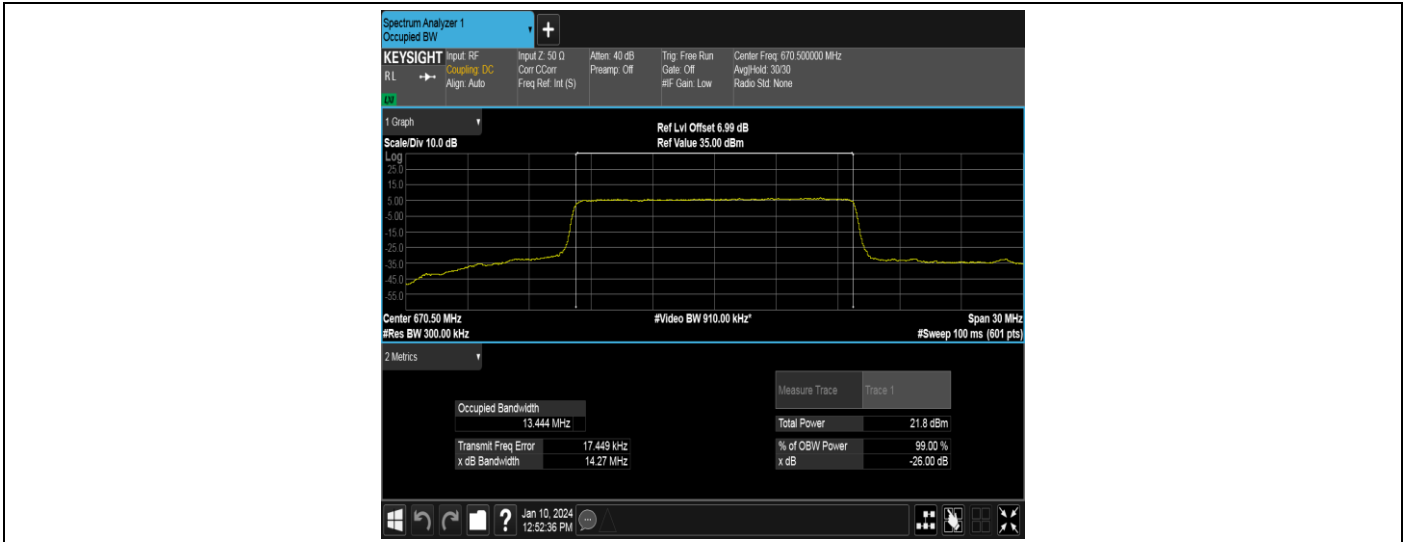 Spectrum Analyzer 1
Occupied BW
KEYSIGHT
RL
LXI
Input: RF
Coupling: DC
Align: Auto
Input Z: 50 Ω
Corr CCorr
Freq Ref: Int (S)
Atten: 40 dB
Preamp: Off
Trig: Free Run
Gate: Off
#IF Gain: Low
Center Freq: 670.500000 MHz
Avg|Hold: 30/30
Radio Std: None
1 Graph
Scale/Div 10.0 dB
Ref Lvl Offset 6.99 dB
Ref Value 35.00 dBm
Log
25.0
15.0
5.00
-5.00
-15.0
-25.0
-35.0
-45.0
-55.0
Center 670.50 MHz
#Video BW 910.00 kHz*
Span 30 MHz
#Res BW 300.00 kHz
#Sweep 100 ms (601 pts)
2 Metrics
Measure Trace Trace 1
Occupied Bandwidth
13.444 MHz
Total Power 21.8 dBm
Transmit Freq Error 17.449 kHz
% of OBW Power 99.00 %
x dB Bandwidth 14.27 MHz
x dB -26.00 dB
?
Jan 10, 2024
12:52:36 PM